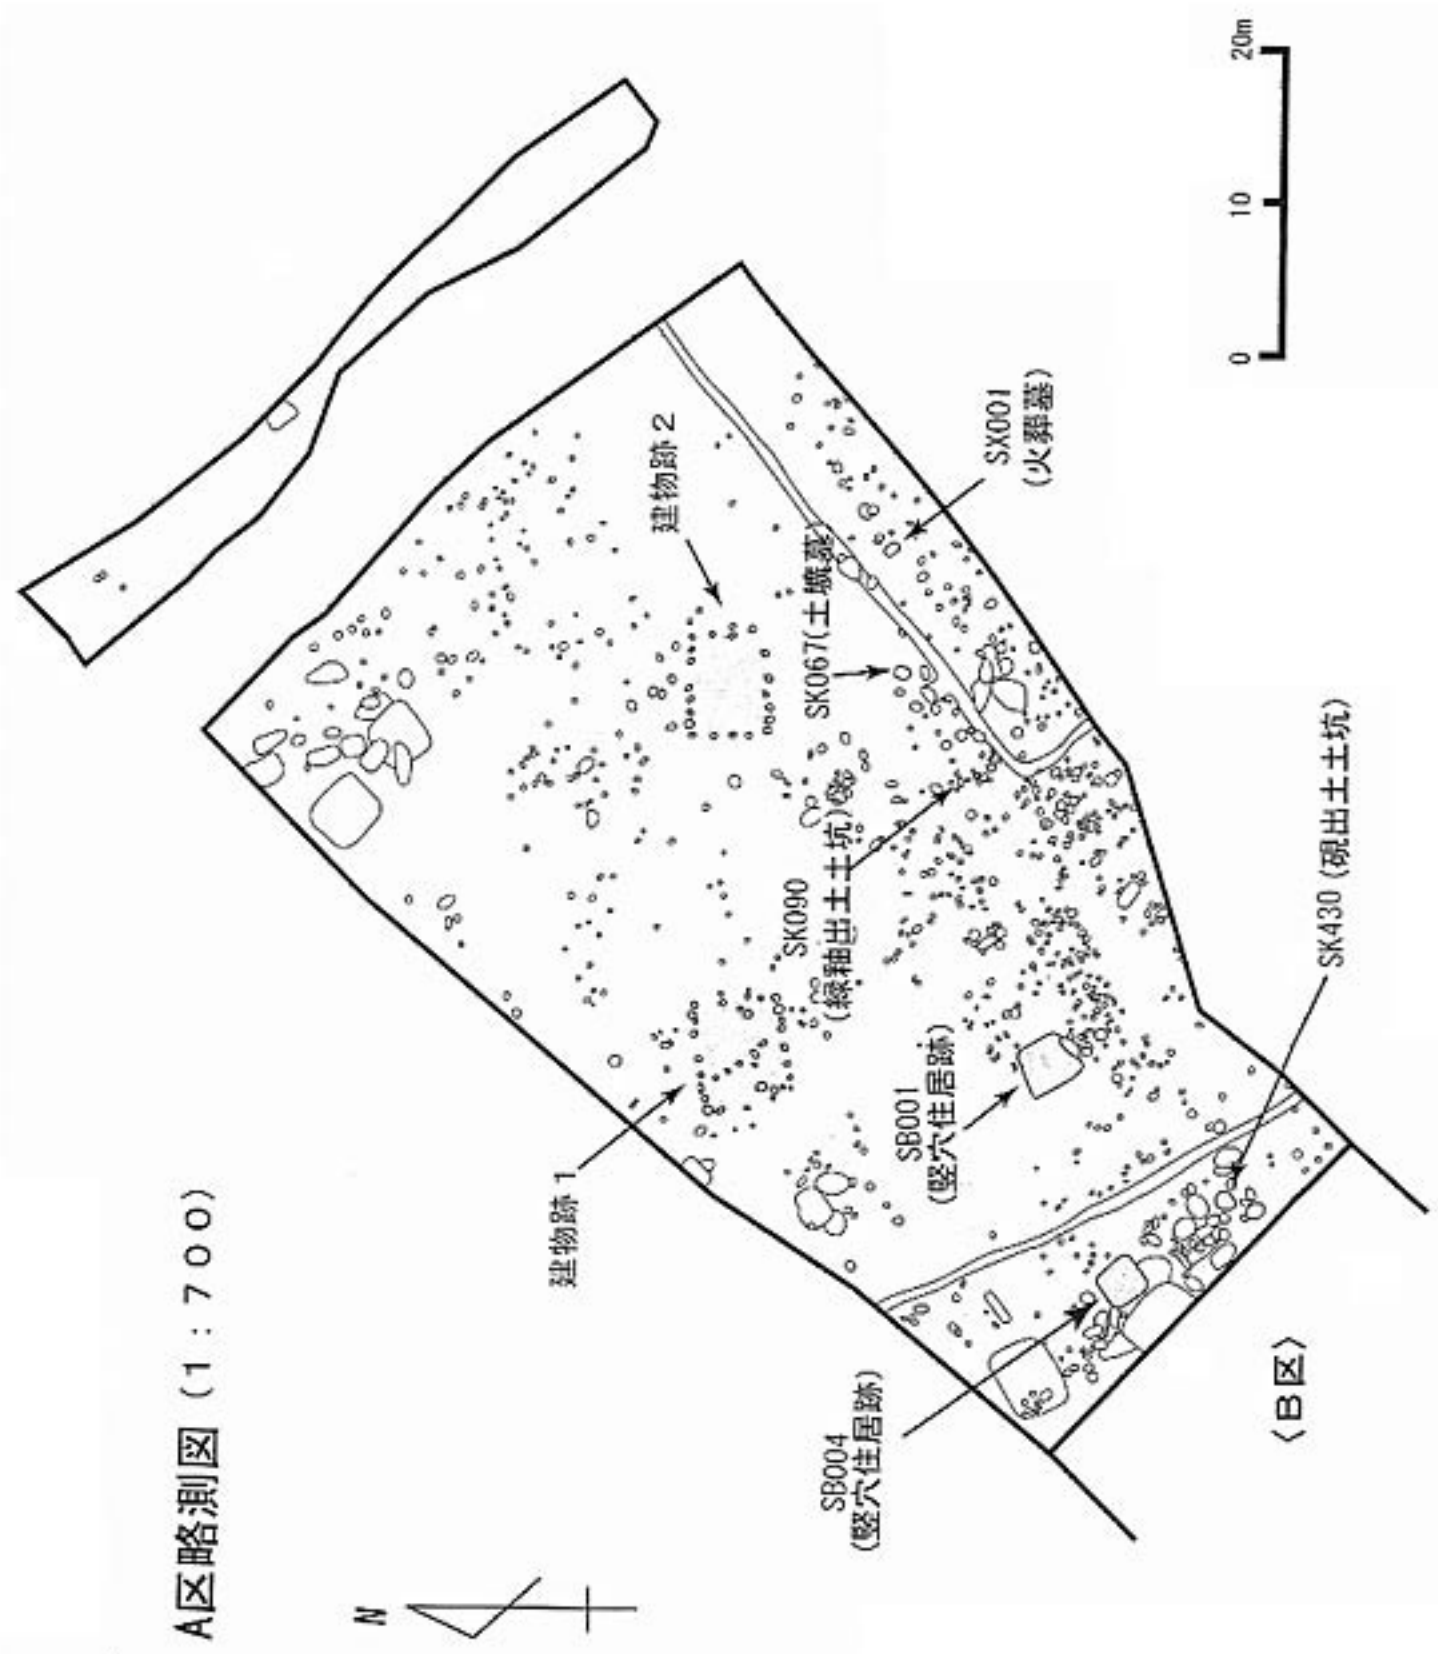 A区略測図 (1:700)
N
建物跡1
建物跡2
SK067(土壙墓)
SX001
(火葬墓)
SK090
(緑釉出土土坑)
SB001
(竪穴住居跡)
SB004
(竪穴住居跡)
SK430 (硯出土土坑)
〈B区〉
0
10
20m